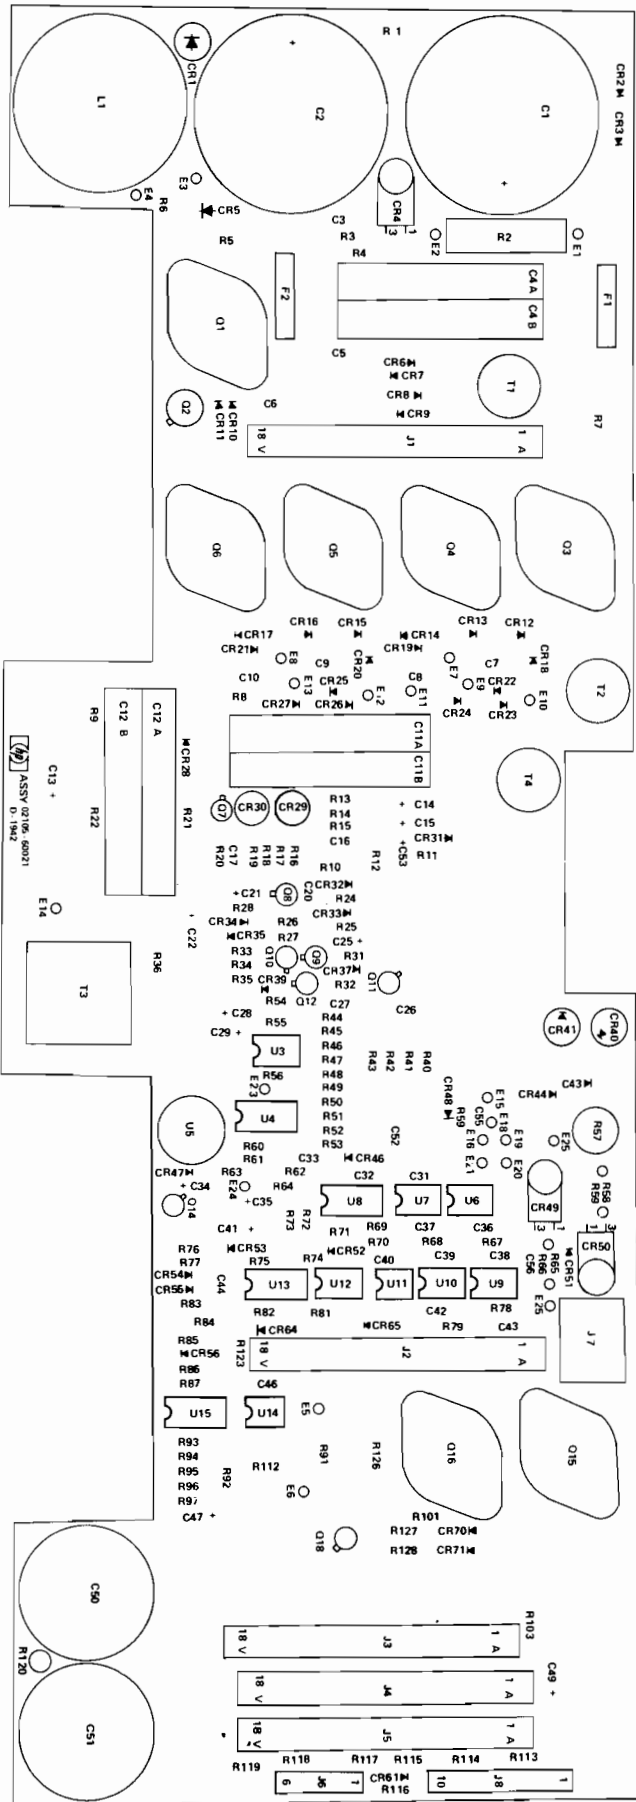 R 1
CR2
CR3
CR1
L1
C2
+
C1
+
E3
E4
R6
CR5
R5
C3
R3
R4
CR4
3 1
E2
R2
E1
F2
C4 A
C4 B
F1
Q1
C5
CR6
CR7
CR8
CR9
T1
Q2
CR10
CR11
C6
R7
18 V
J1
1 A
Q6
Q5
Q4
Q3
CR17
CR16
CR15
CR14
CR13
CR12
CR21
E8
C9
CR20
CR19
E7
C7
CR18
C10
R8
E13
CR25
CR27
CR26
C8
E11
E9
CR22
CR24
CR23
E10
T2
R9
C12 B
C12 A
CR28
C11A
C11B
T4
hp
ASSY 02105-60021
D-1942
C13 +
R22
R21
Q7
CR30
CR29
R13
R14
R15
C16
+ C14
+ C15
CR31
+ C53
R11
R12
R20
C17
R19
R18
R17
R16
R10
E14
+ C22
+ C21
R28
CR34
CR35
Q8
C20
CR32
R24
CR33
R25
R26
R27
C25 +
R33
R34
R35
Q10
Q9
R31
CR37
R32
CR39
R54
Q12
Q11
T3
R36
C27
C26
+ C28
C29 +
R55
R44
R45
R46
R47
R48
R49
R50
R51
R52
R53
U3
R56
E23
U4
U5
R43
R42
R41
R40
CR41
CR40
CR44
C43
CR48
R59
E15
C55
E18
E16
E19
E21
E20
E25
R57
C52
R60
R61
R63
C33
R62
R64
CR46
CR47
+ C34
Q14
E24
+ C35
C32
U8
C31
U7
U6
CR49
3 1
R58
R59
1 3
CR50
C41 +
R73
R72
R71
R69
R70
C37
R68
C36
R67
R76
R77
CR53
R75
R74
CR52
C40
C39
C38
C56
R66
R65
CR51
CR54
CR55
R83
C44
U13
U12
U11
U10
U9
E25
R84
R82
R81
C42
R78
R85
CR56
R86
R87
R123
CR64
CR65
R79
C43
18 V
J2
1 A
J7
U15
C46
U14
E5
R93
R94
R95
R96
R97
R92
R112
R91
R126
E6
C47 +
Q16
Q15
Q18
R101
R127
R128
CR70
CR71
C50
R120
C51
18 V
J3
1 A
R103
18 V
J4
1 A
C49 +
18 V
J5
1 A
R119
R118
R117
R115
R114
R113
6
J6
1
CR61
R116
10
J8
1